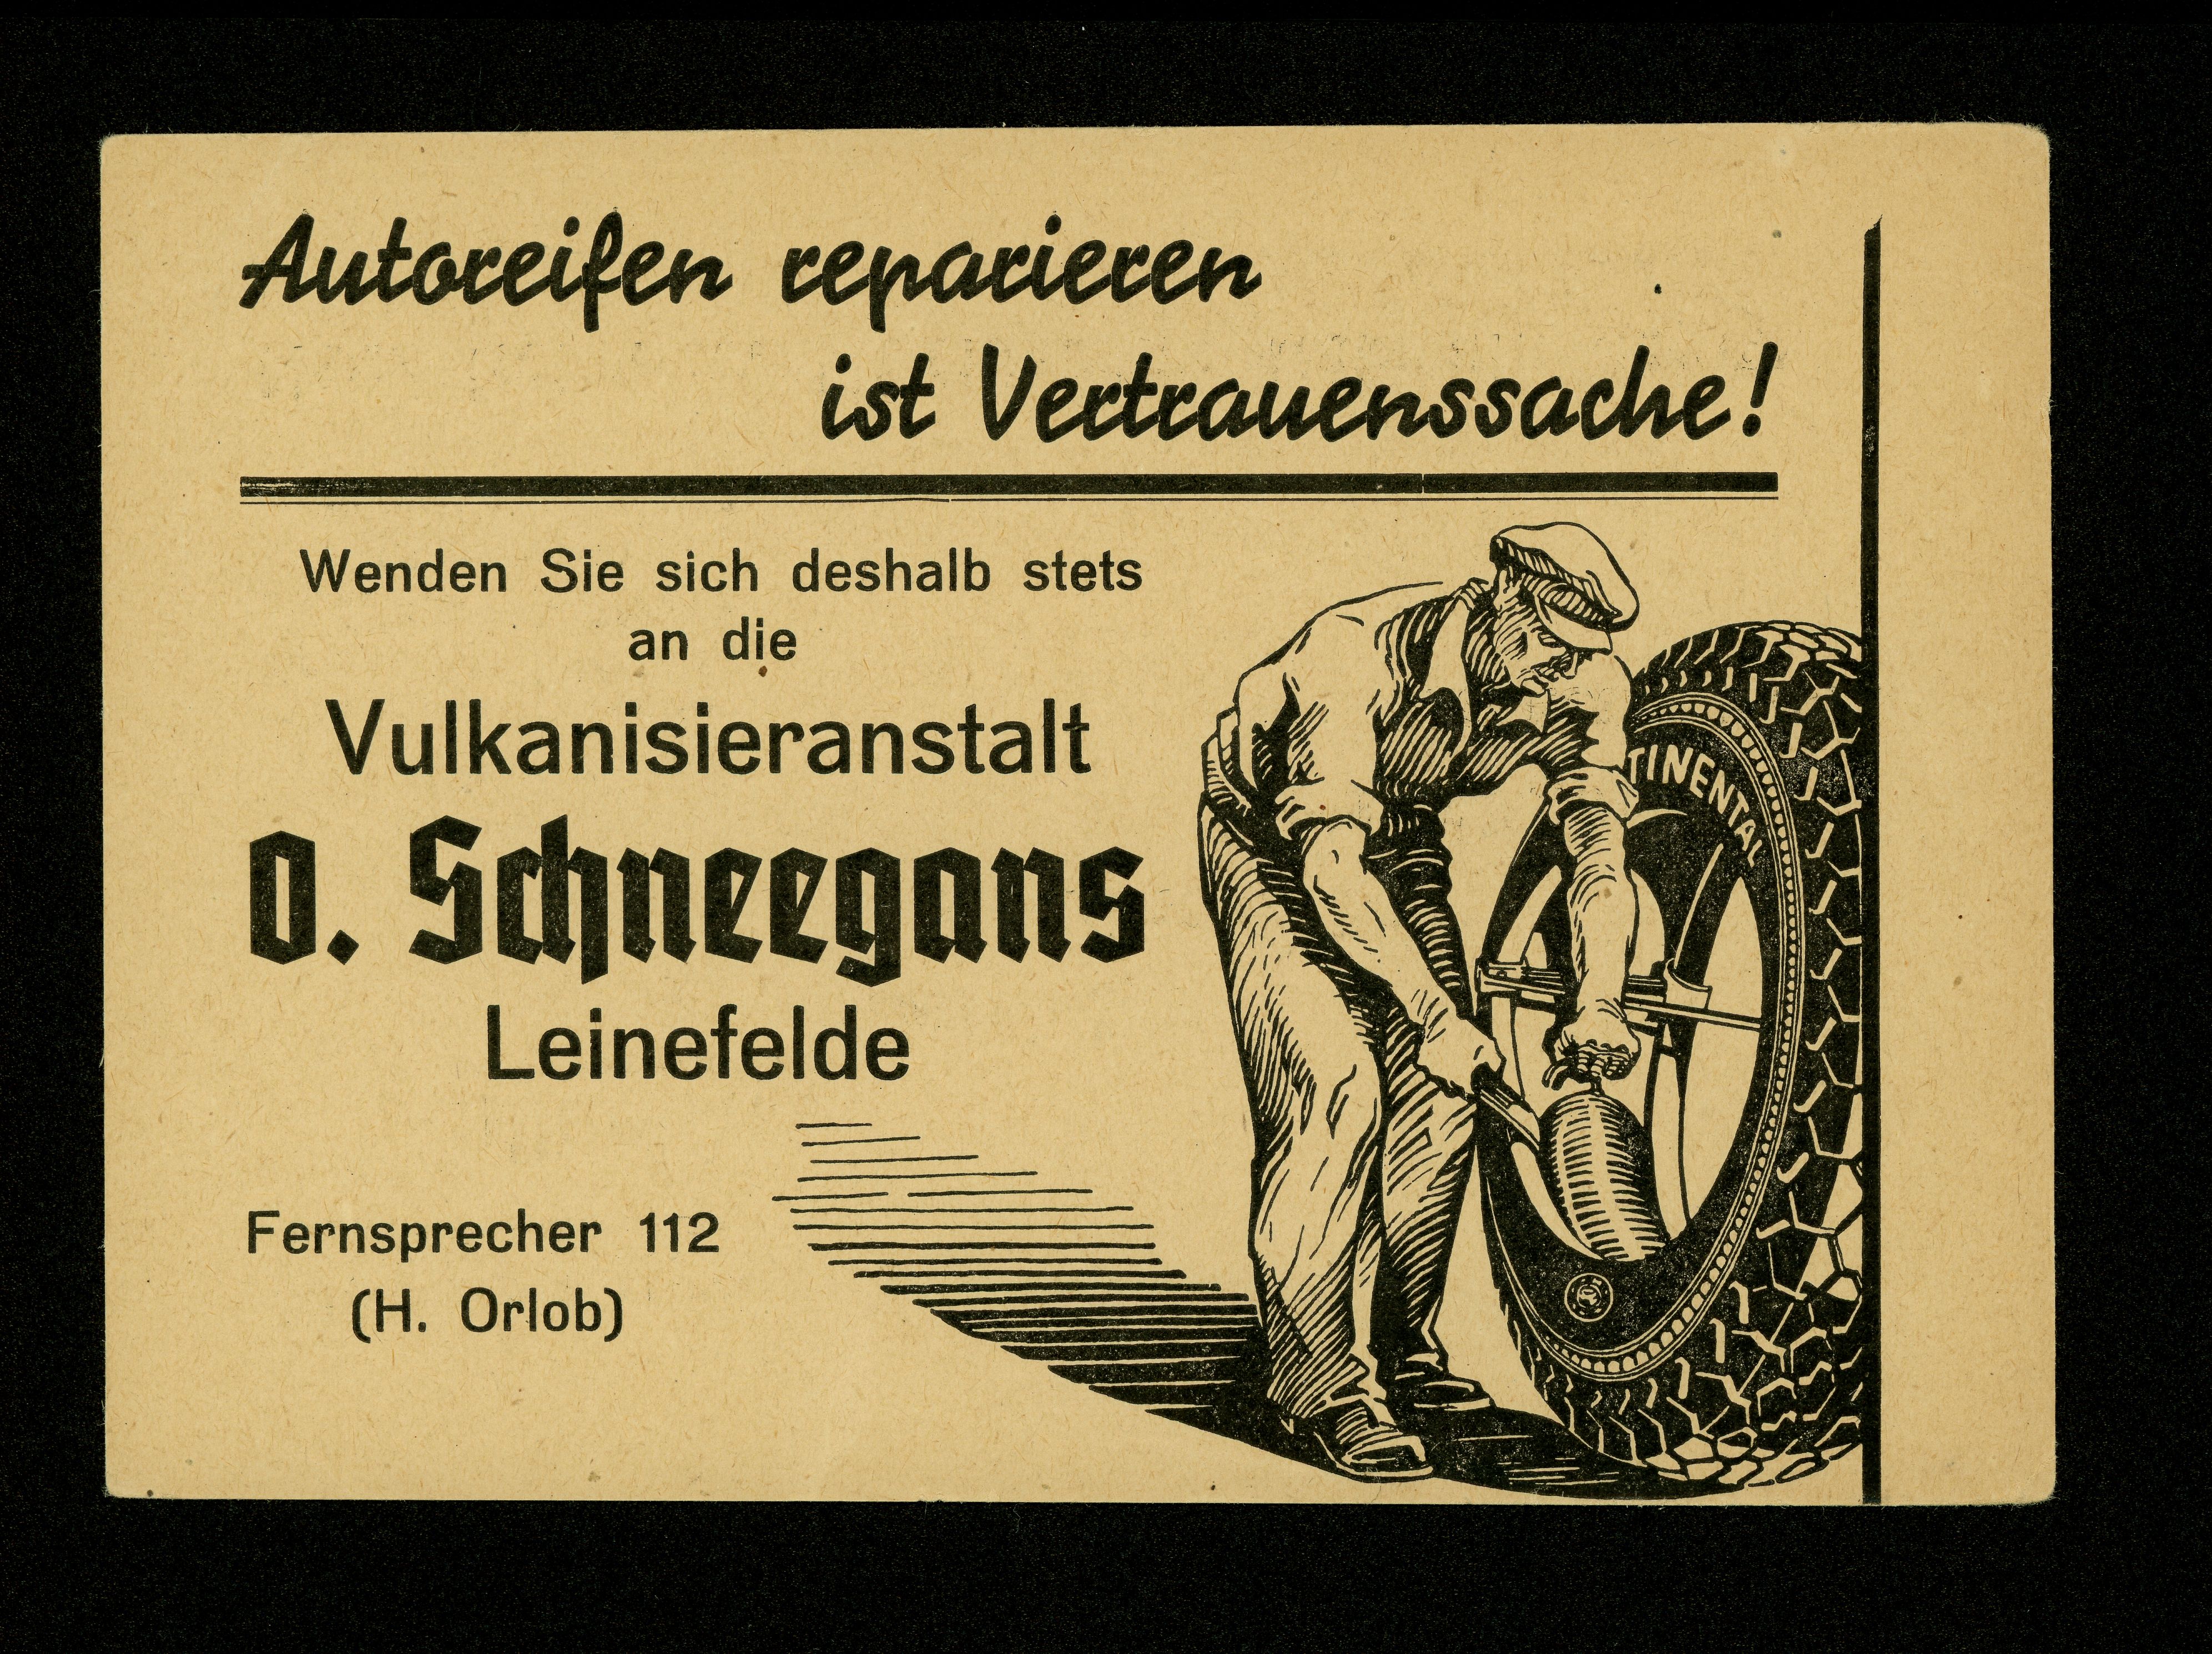 Autoreifen reparieren
ist Vertrauenssache!
Wenden Sie sich deshalb stets
an die
Vulkanisieranstalt
O. Schneegans
Leinefelde
Fernsprecher 112
(H. Orlob)
TINENTAL